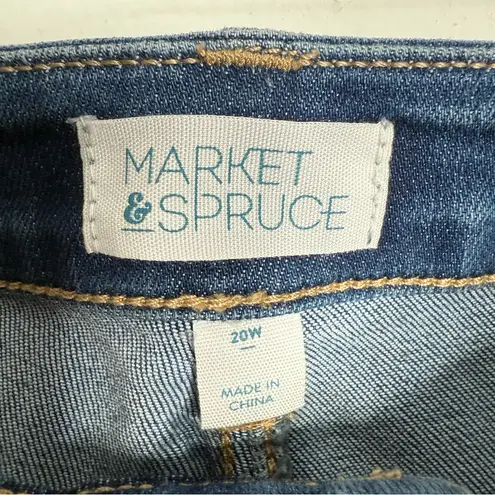 MARKET
& SPRUCE
20W
MADE IN
CHINA